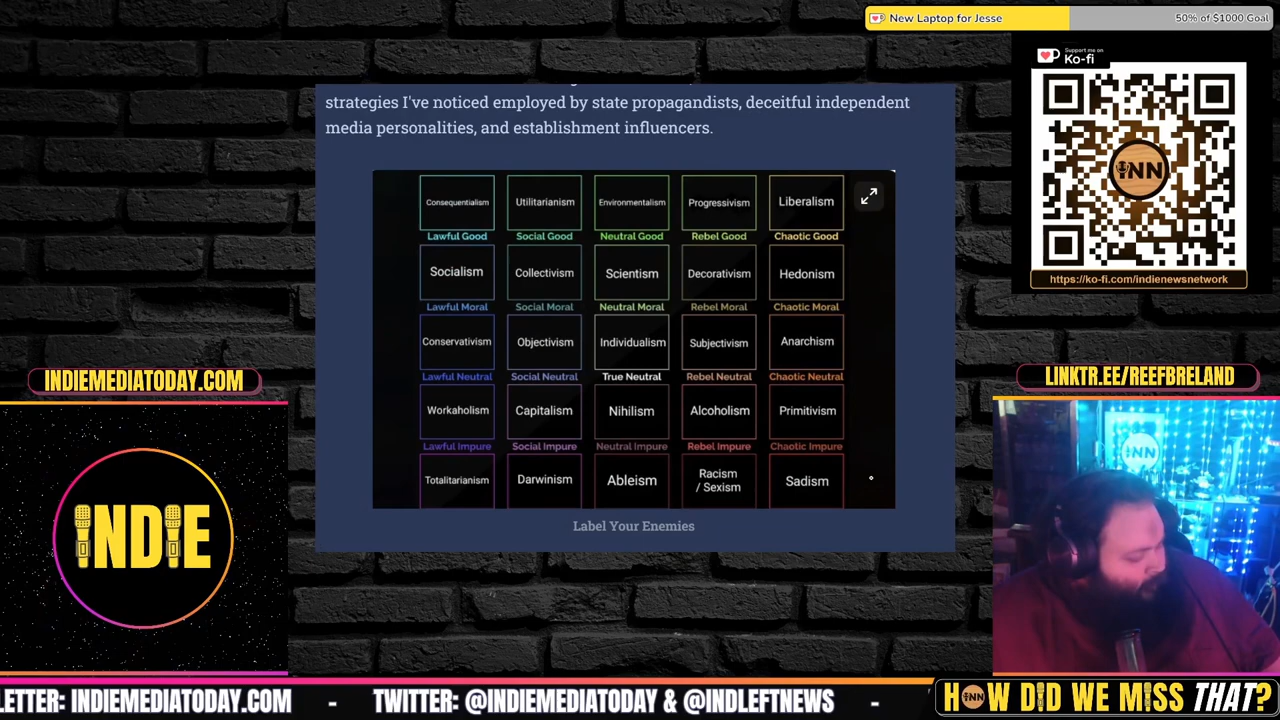 New Laptop for Jesse
50% of $1000 Goal
Support me on
Ko-fi
INN
https://ko-fi.com/indienewsnetwork
strategies I've noticed employed by state propagandists, deceitful independent
media personalities, and establishment influencers.
Consequentialism Utilitarianism Environmentalism Progressivism Liberalism
Lawful Good Social Good Neutral Good Rebel Good Chaotic Good
Socialism Collectivism Scientism Decorativism Hedonism
Lawful Moral Social Moral Neutral Moral Rebel Moral Chaotic Moral
Conservativism Objectivism Individualism Subjectivism Anarchism
Lawful Neutral Social Neutral True Neutral Rebel Neutral Chaotic Neutral
Workaholism Capitalism Nihilism Alcoholism Primitivism
Lawful Impure Social Impure Neutral Impure Rebel Impure Chaotic Impure
Totalitarianism Darwinism Ableism Racism / Sexism Sadism
Label Your Enemies
INDIEMEDIATODAY.COM
INDIE
LINKTR.EE/REEFBRELAND
INN
LETTER: INDIEMEDIATODAY.COM - TWITTER: @INDIEMEDIATODAY & @INDLEFTNEWS -
HOW DID WE MISS THAT?